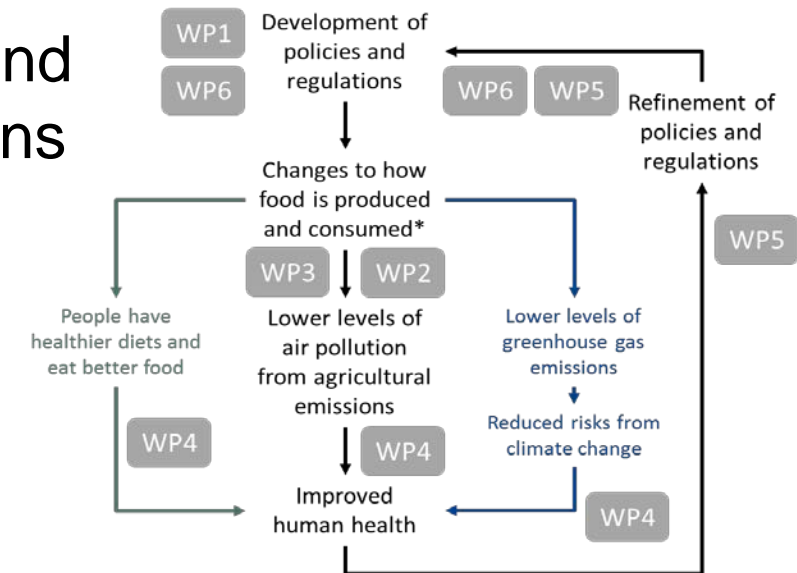 nd
ns
WP1
WP6
Development of
policies and
regulations
WP6
WP5
Refinement of
policies and
regulations
Changes to how
food is produced
and consumed*
WP3
WP2
WP5
People have
healthier diets and
eat better food
Lower levels of
air pollution
from agricultural
emissions
Lower levels of
greenhouse gas
emissions
Reduced risks from
climate change
WP4
WP4
WP4
Improved
human health